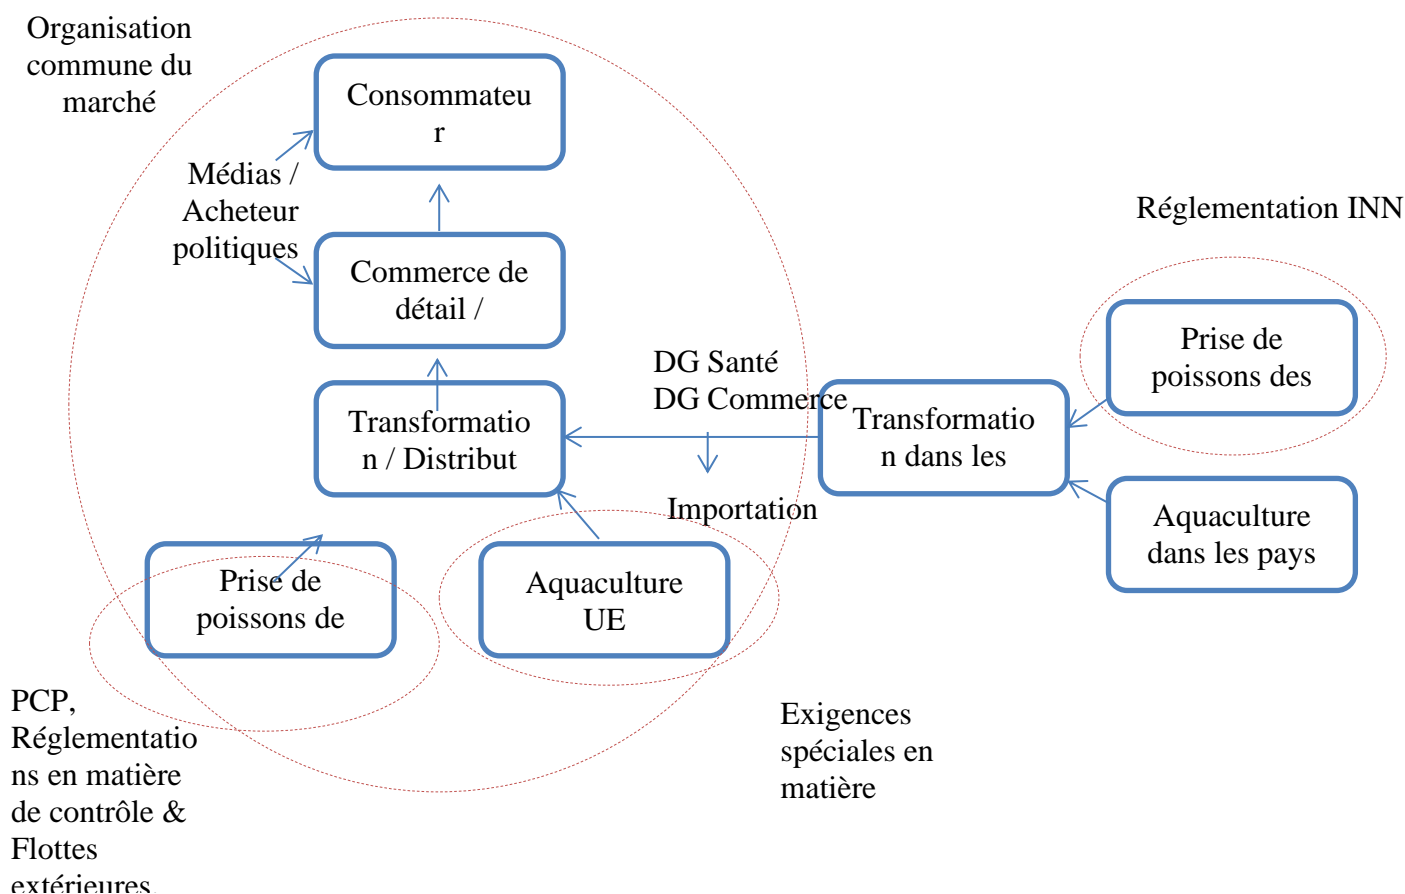 Organisation
commune du
marché
Consommateu
r
Médias /
Acheteur
politiques
Commerce de
détail /
Réglementation INN
Prise de
poissons des
DG Santé
DG Commerce
Transformatio
n / Distribut
Transformatio
n dans les
Importation
Aquaculture
dans les pays
Prise de
poissons de
Aquaculture
UE
PCP,
Réglementatio
ns en matière
de contrôle &
Flottes
extérieures.
Exigences
spéciales en
matière